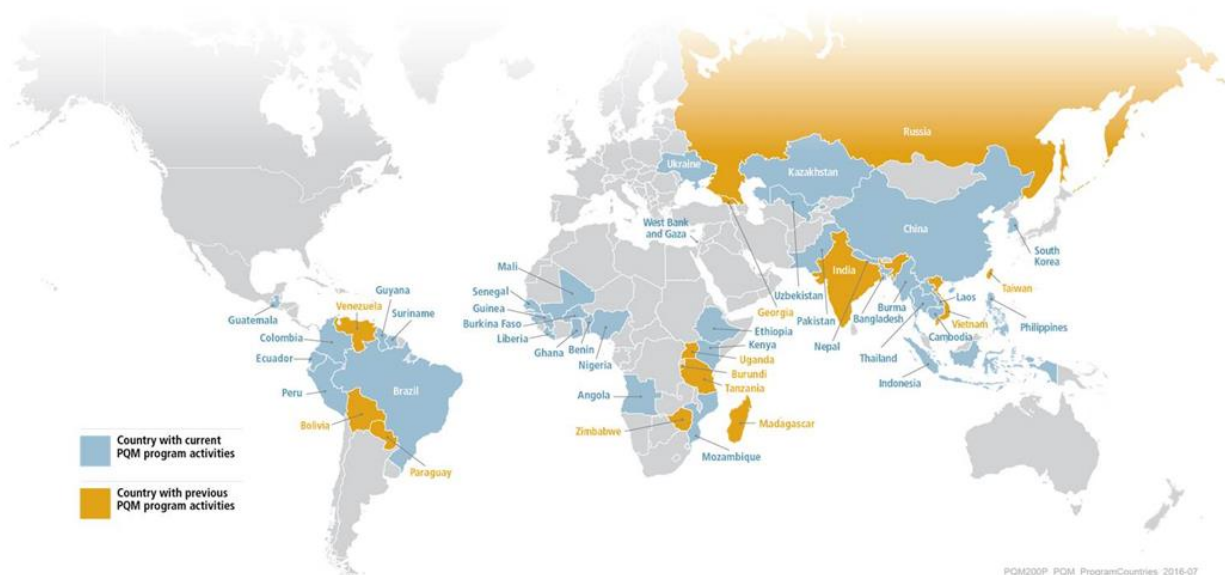 Russia
Ukraine
Kazakhstan
West Bank
and Gaza
China
South
Korea
Mali
Senegal
Guinea
Burkina Faso
Liberia
Ghana
Benin
Nigeria
Guyana
Venezuela
Suriname
Guatemala
Colombia
Ecuador
Peru
Brazil
Bolivia
Paraguay
India
Uzbekistan
Georgia
Pakistan
Nepal
Burma
Bangladesh
Taiwan
Laos
Vietnam
Philippines
Cambodia
Thailand
Indonesia
Ethiopia
Kenya
Uganda
Burundi
Tanzania
Angola
Zimbabwe
Madagascar
Mozambique
Country with current
PQM program activities
Country with previous
PQM program activities
PQM200P_PQM_ProgramCountries_2016-07